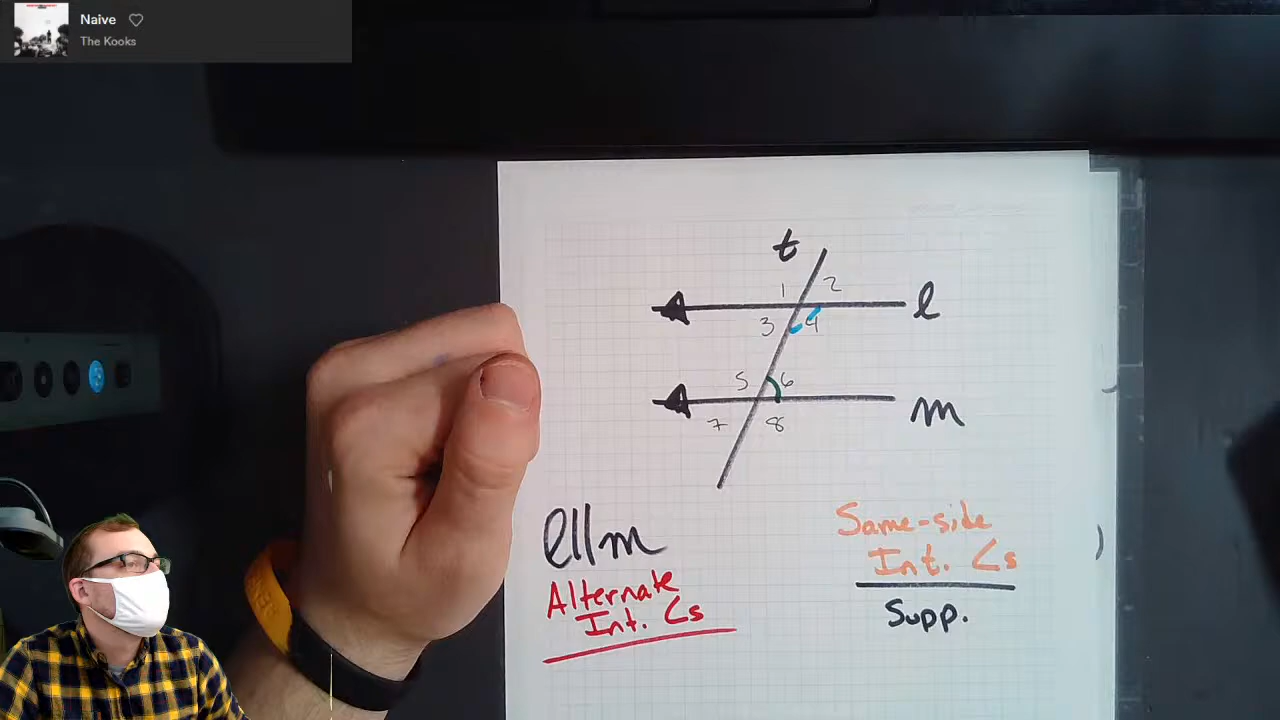 Naive
The Kooks
t
1 2
l
3 4
5 6
m
7 8
l||m
Alternate
Int. ∠s
Same-side
Int. ∠s
Supp.